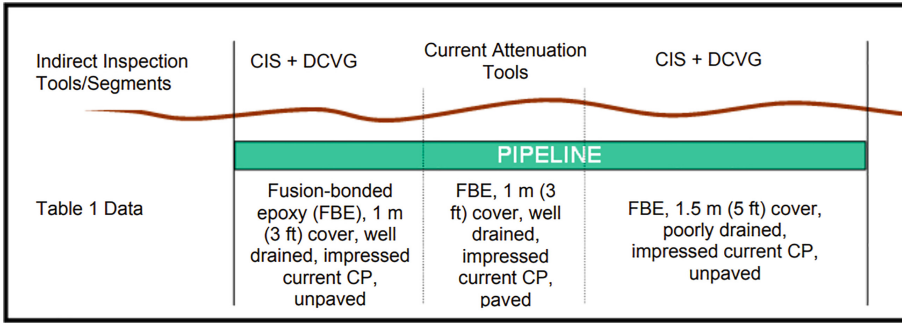 Indirect Inspection
Tools/Segments
CIS + DCVG
Current Attenuation
Tools
CIS + DCVG
PIPELINE
Table 1 Data
Fusion-bonded
epoxy (FBE), 1 m
(3 ft) cover, well
drained, impressed
current CP,
unpaved
FBE, 1 m (3
ft) cover, well
drained,
impressed
current CP,
paved
FBE, 1.5 m (5 ft) cover,
poorly drained,
impressed current CP,
unpaved